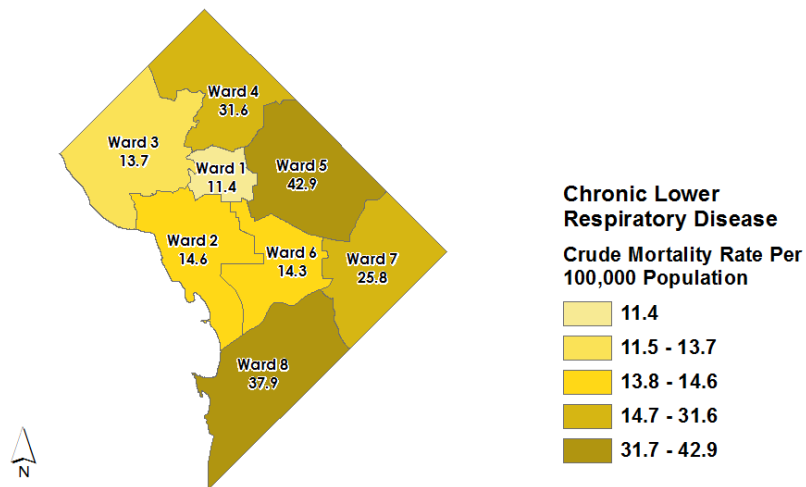 Ward 4
31.6
Ward 3
13.7
Ward 1
11.4
Ward 5
42.9
Ward 2
14.6
Ward 6
14.3
Ward 7
25.8
Ward 8
37.9
N
Chronic Lower
Respiratory Disease
Crude Mortality Rate Per
100,000 Population
11.4
11.5 - 13.7
13.8 - 14.6
14.7 - 31.6
31.7 - 42.9